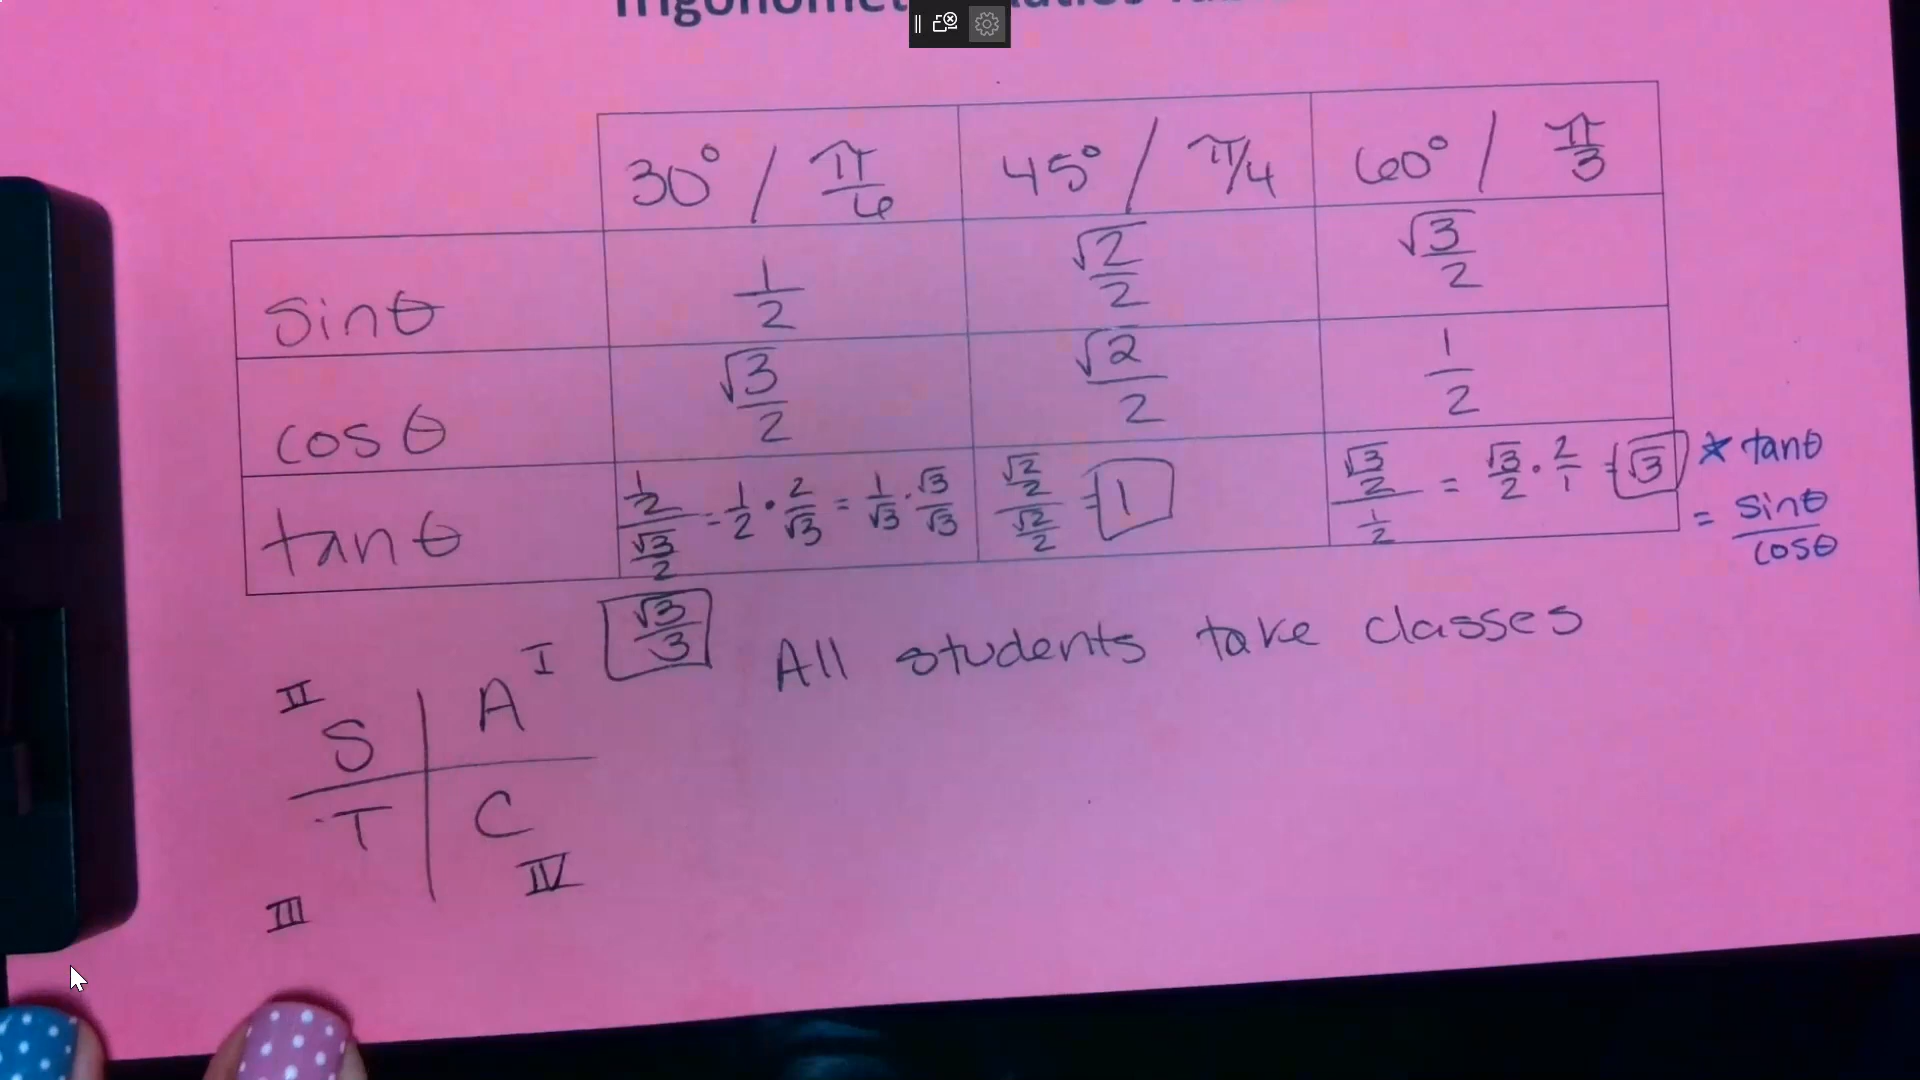 30° / π/6 45° / π/4 60° / π/3
sinθ 1/2 √2/2 √3/2
cosθ √3/2 √2/2 1/2
tanθ (1/2)/(√3/2) = 1/2 · 2/√3 = 1/√3 · √3/√3 (√2/2)/(√2/2) = 1 (√3/2)/(1/2) = √3/2 · 2/1 = √3 * tanθ
= sinθ/cosθ
√3/3
All students take classes
II S A I
III T C IV